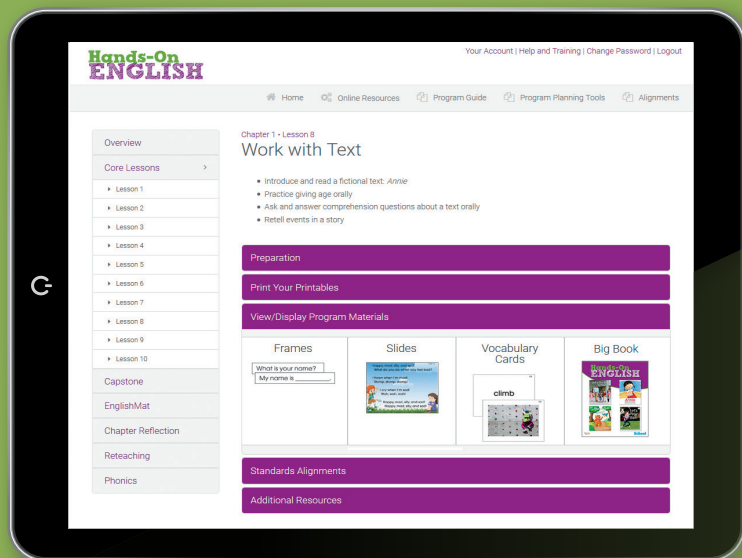 Hands-On
ENGLISH
Your Account | Help and Training | Change Password | Logout
Home
Online Resources
Program Guide
Program Planning Tools
Alignments
Overview
Core Lessons
Lesson 1
Lesson 2
Lesson 3
Lesson 4
Lesson 5
Lesson 6
Lesson 7
Lesson 8
Lesson 9
Lesson 10
Capstone
EnglishMat
Chapter Reflection
Reteaching
Phonics
Chapter 1 • Lesson 8
Work with Text
• Introduce and read a fictional text: Annie
• Practice giving age orally
• Ask and answer comprehension questions about a text orally
• Retell events in a story
Preparation
Print Your Printables
View/Display Program Materials
Frames
What is your name?
My name is ________.
Slides
Vocabulary
Cards
climb
Big Book
Hands-On
ENGLISH
Standards Alignments
Additional Resources